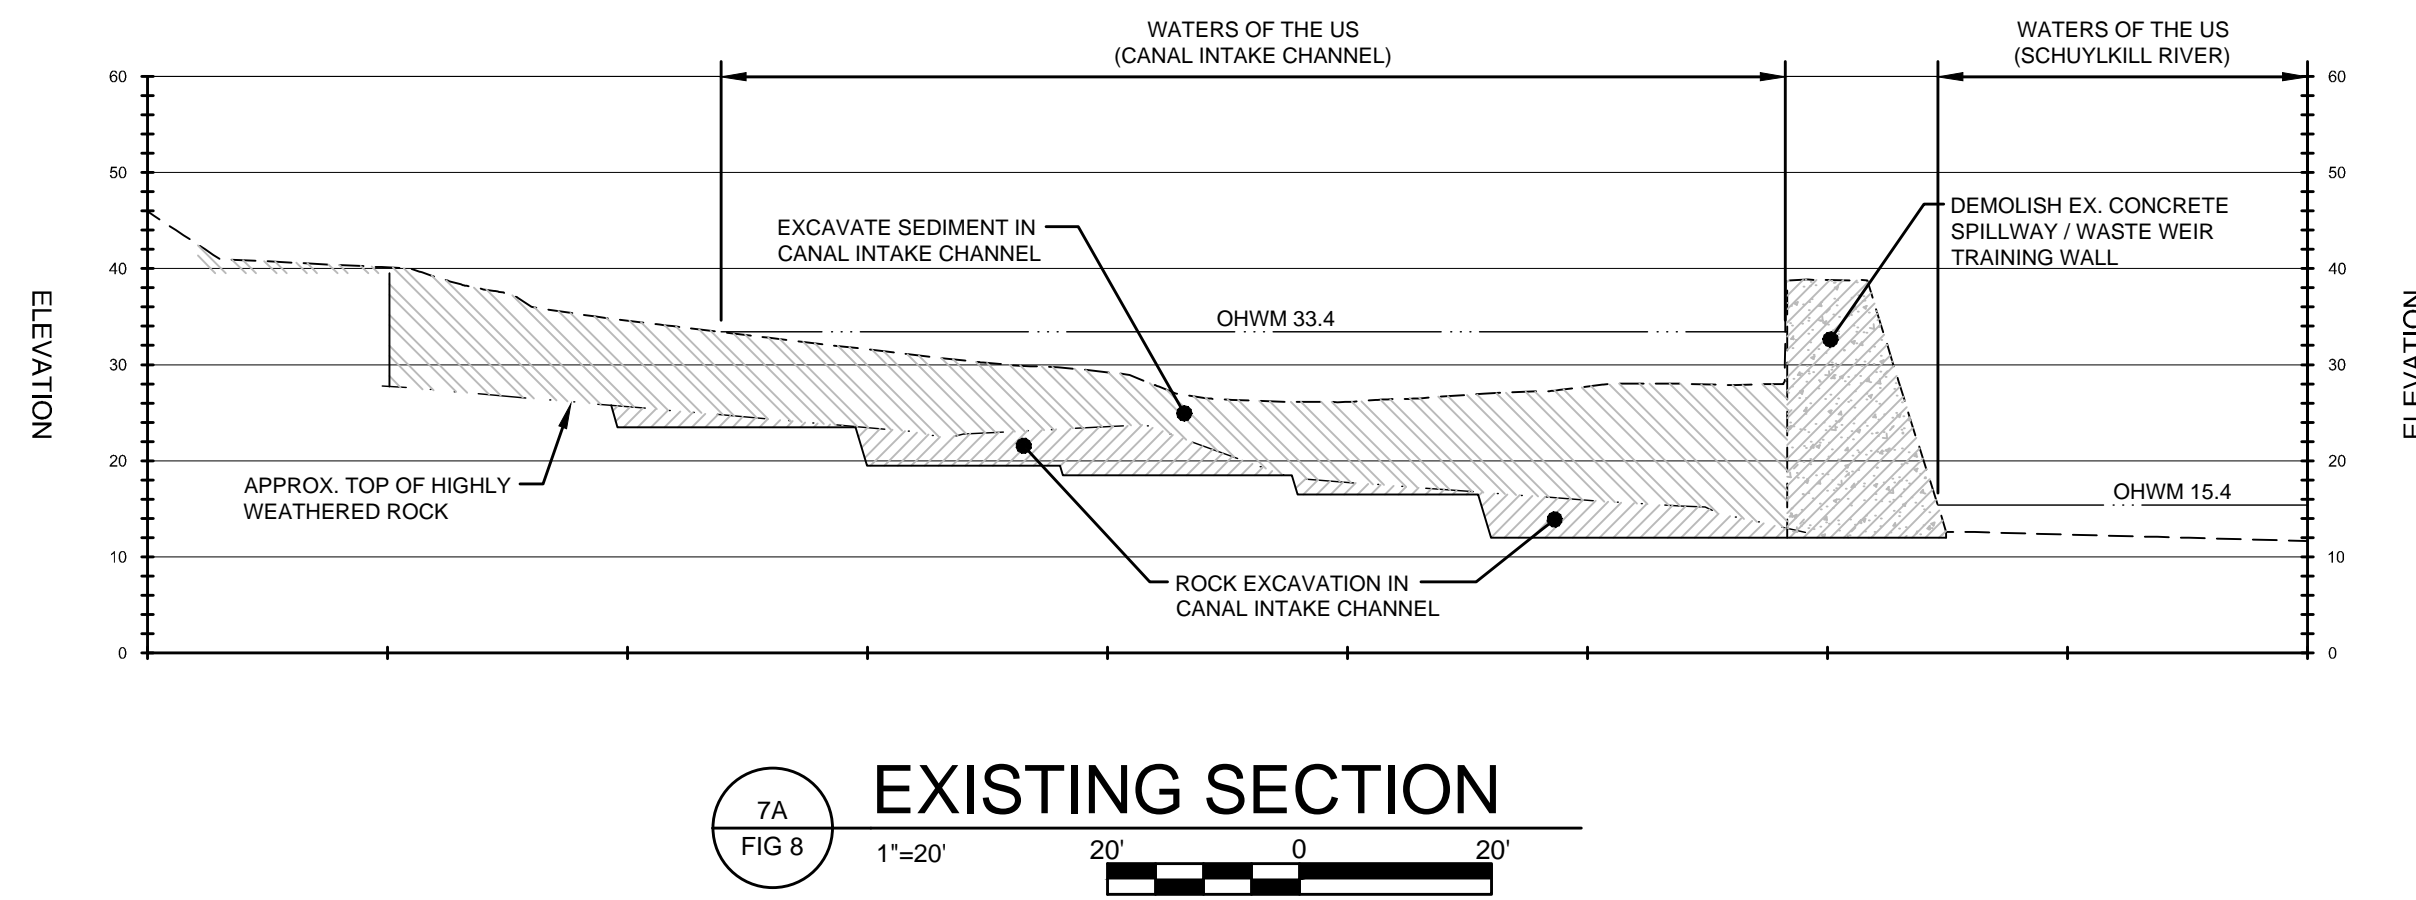 WATERS OF THE US
(CANAL INTAKE CHANNEL)
WATERS OF THE US
(SCHUYLKILL RIVER)
60
60
50
50
DEMOLISH EX. CONCRETE
SPILLWAY / WASTE WEIR
TRAINING WALL
EXCAVATE SEDIMENT IN
CANAL INTAKE CHANNEL
40
40
ELEVATION
ELEVATION
OHWM 33.4
30
30
20
20
APPROX. TOP OF HIGHLY
WEATHERED ROCK
OHWM 15.4
10
10
ROCK EXCAVATION IN
CANAL INTAKE CHANNEL
0
0
7A
FIG 8
EXISTING SECTION
1"=20'
20'
0
20'